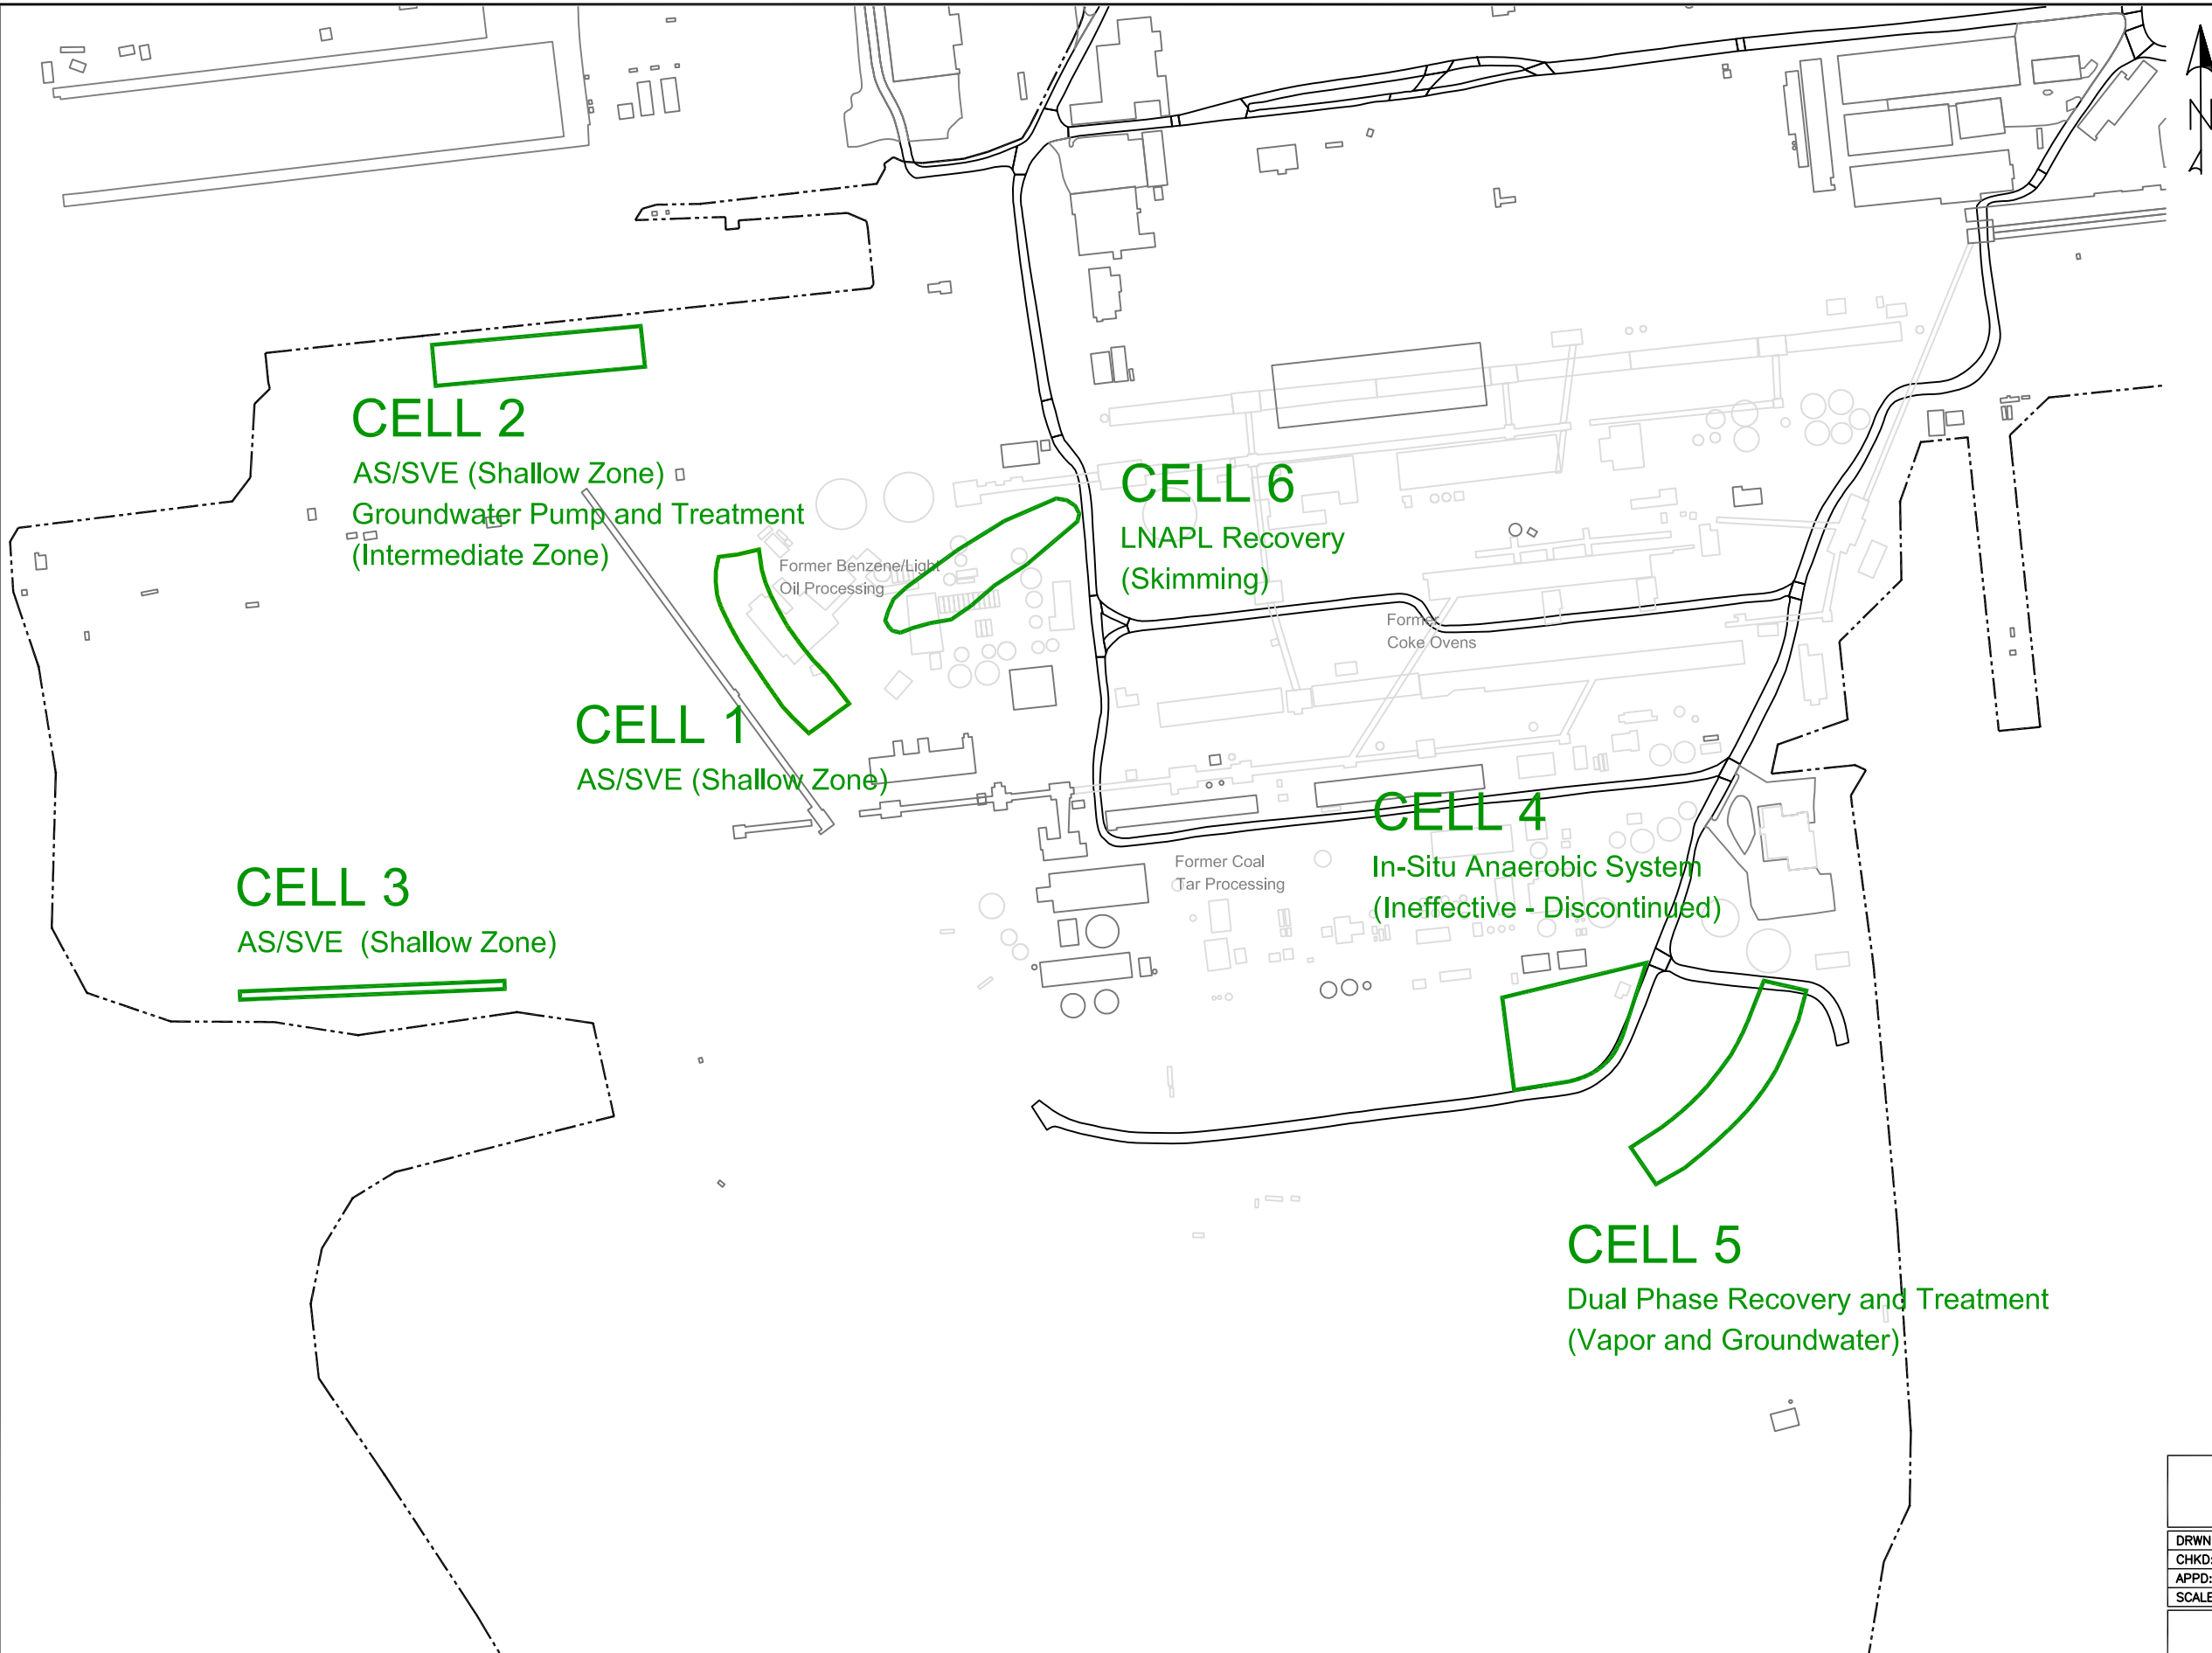 N
CELL 2
AS/SVE (Shallow Zone)
Groundwater Pump and Treatment
(Intermediate Zone)
CELL 6
LNAPL Recovery
(Skimming)
Former Benzene/Light
Oil Processing
Former
Coke Ovens
CELL 1
AS/SVE (Shallow Zone)
CELL 4
In-Situ Anaerobic System
(Ineffective - Discontinued)
Former Coal
Tar Processing
CELL 3
AS/SVE (Shallow Zone)
CELL 5
Dual Phase Recovery and Treatment
(Vapor and Groundwater)
DRWN
CHKD:
APPD:
SCALE